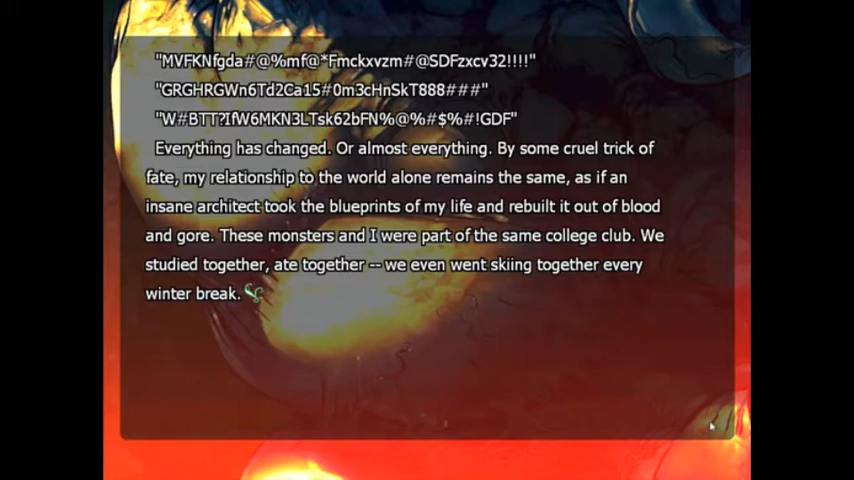 "MVFKNfgda#@%mf@*Fmckxvzm#@SDFzxcv32!!!!"
"GRGHRGWn6Td2Ca15#0m3cHnSkT888###"
"W#BTT?IfW6MKN3LTsk62bFN%@%#$%#!GDF"
Everything has changed. Or almost everything. By some cruel trick of
fate, my relationship to the world alone remains the same, as if an
insane architect took the blueprints of my life and rebuilt it out of blood
and gore. These monsters and I were part of the same college club. We
studied together, ate together -- we even went skiing together every
winter break.